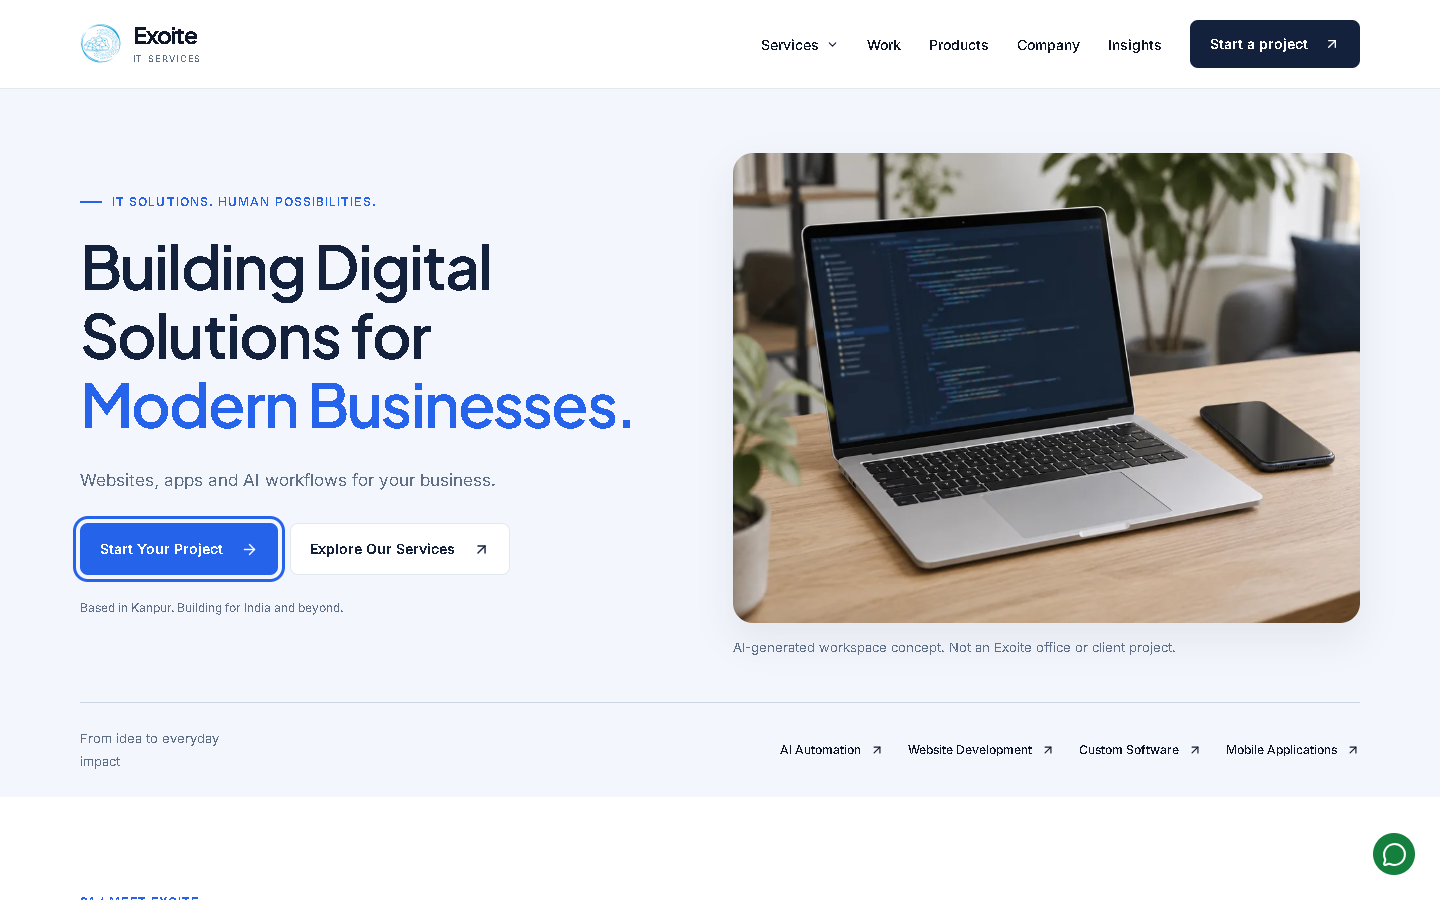 Exoite
IT SERVICES
Services
Work
Products
Company
Insights
Start a project
IT SOLUTIONS. HUMAN POSSIBILITIES.
Building Digital
Solutions for
Modern Businesses.
Websites, apps and AI workflows for your business.
Start Your Project
Explore Our Services
Based in Kanpur. Building for India and beyond.
AI-generated workspace concept. Not an Exoite office or client project.
From idea to everyday
impact
AI Automation
Website Development
Custom Software
Mobile Applications